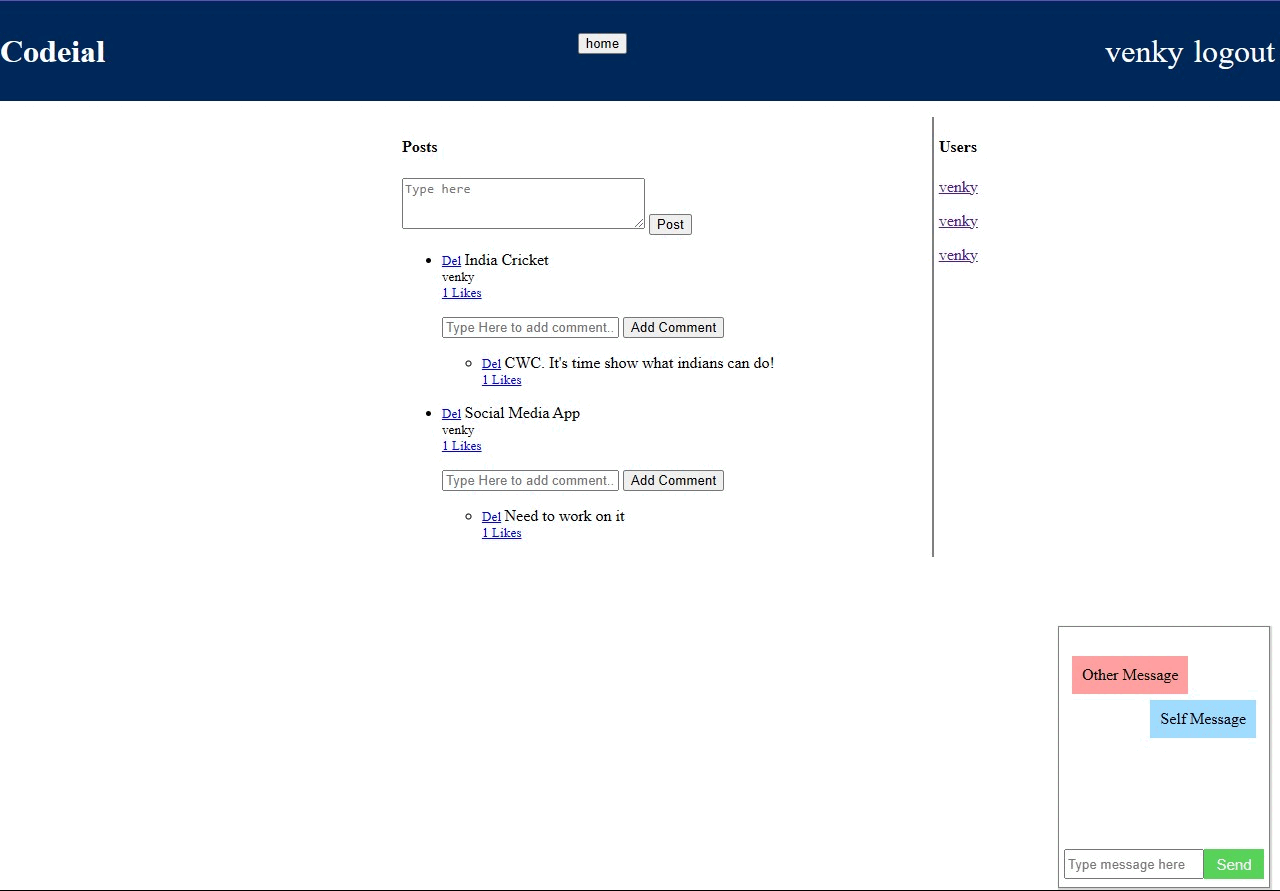 Codeial
home
venky logout
Posts
Type here
Post
Del India Cricket
venky
1 Likes
Type Here to add comment..
Add Comment
Del CWC. It's time show what indians can do!
1 Likes
Del Social Media App
venky
1 Likes
Type Here to add comment..
Add Comment
Del Need to work on it
1 Likes
Users
venky
venky
venky
Other Message
Self Message
Type message here
Send